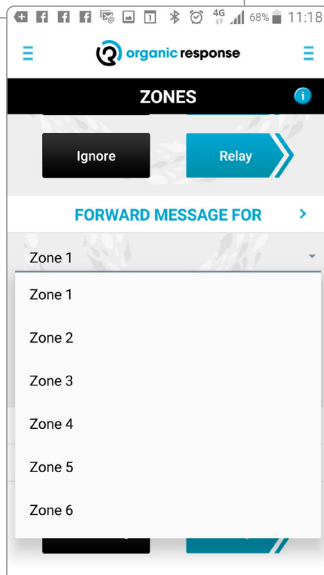 4G 68% 11:18
organic response
ZONES
Ignore Relay
FORWARD MESSAGE FOR
Zone 1
Zone 1
Zone 2
Zone 3
Zone 4
Zone 5
Zone 6